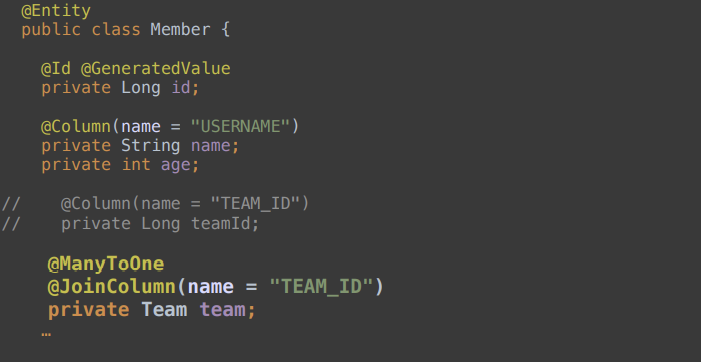 @Entity
public class Member {
@Id @GeneratedValue
private Long id;
@Column(name = "USERNAME")
private String name;
private int age;
//    @Column(name = "TEAM_ID")
//    private Long teamId;
@ManyToOne
@JoinColumn(name = "TEAM_ID")
private Team team;
…